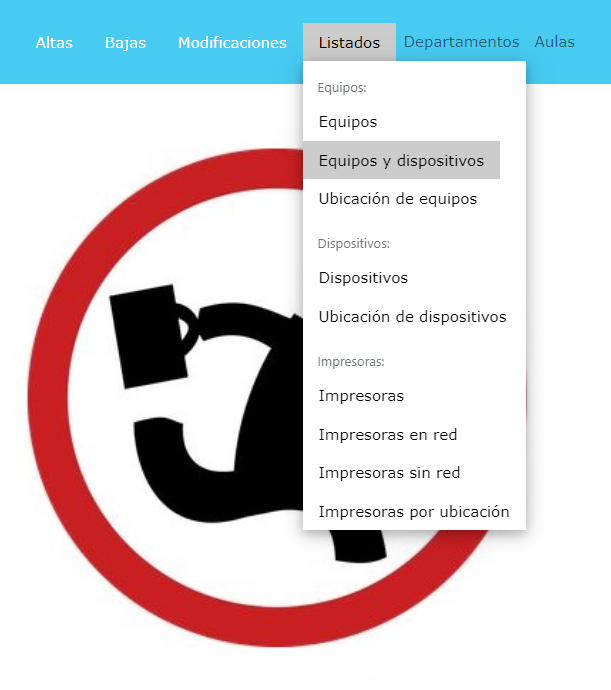 Altas Bajas Modificaciones Listados Departamentos Aulas
Equipos:
Equipos
Equipos y dispositivos
Ubicación de equipos
Dispositivos:
Dispositivos
Ubicación de dispositivos
Impresoras:
Impresoras
Impresoras en red
Impresoras sin red
Impresoras por ubicación